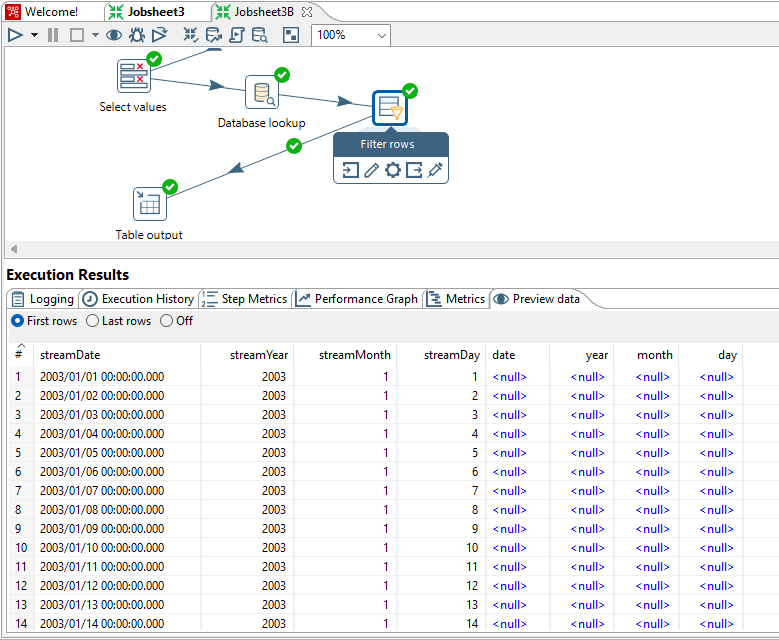 Welcome! Jobsheet3 Jobsheet3B
100%
Select values
Database lookup
Filter rows
Table output
Execution Results
Logging Execution History Step Metrics Performance Graph Metrics Preview data
First rows Last rows Off
# streamDate streamYear streamMonth streamDay date year month day
1 2003/01/01 00:00:00.000 2003 1 1 <null> <null> <null> <null>
2 2003/01/02 00:00:00.000 2003 1 2 <null> <null> <null> <null>
3 2003/01/03 00:00:00.000 2003 1 3 <null> <null> <null> <null>
4 2003/01/04 00:00:00.000 2003 1 4 <null> <null> <null> <null>
5 2003/01/05 00:00:00.000 2003 1 5 <null> <null> <null> <null>
6 2003/01/06 00:00:00.000 2003 1 6 <null> <null> <null> <null>
7 2003/01/07 00:00:00.000 2003 1 7 <null> <null> <null> <null>
8 2003/01/08 00:00:00.000 2003 1 8 <null> <null> <null> <null>
9 2003/01/09 00:00:00.000 2003 1 9 <null> <null> <null> <null>
10 2003/01/10 00:00:00.000 2003 1 10 <null> <null> <null> <null>
11 2003/01/11 00:00:00.000 2003 1 11 <null> <null> <null> <null>
12 2003/01/12 00:00:00.000 2003 1 12 <null> <null> <null> <null>
13 2003/01/13 00:00:00.000 2003 1 13 <null> <null> <null> <null>
14 2003/01/14 00:00:00.000 2003 1 14 <null> <null> <null> <null>